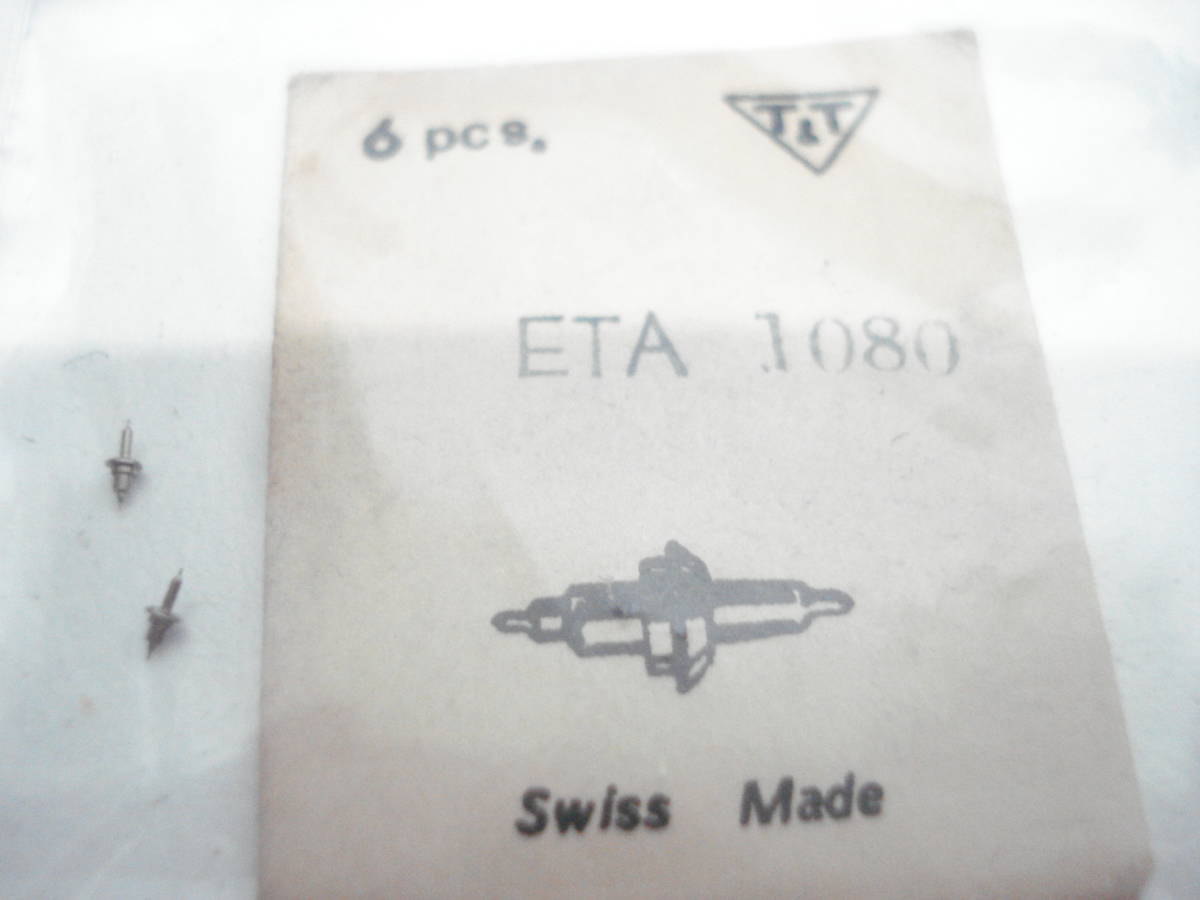 6 pcs.
J&T
ETA 1080
Swiss Made